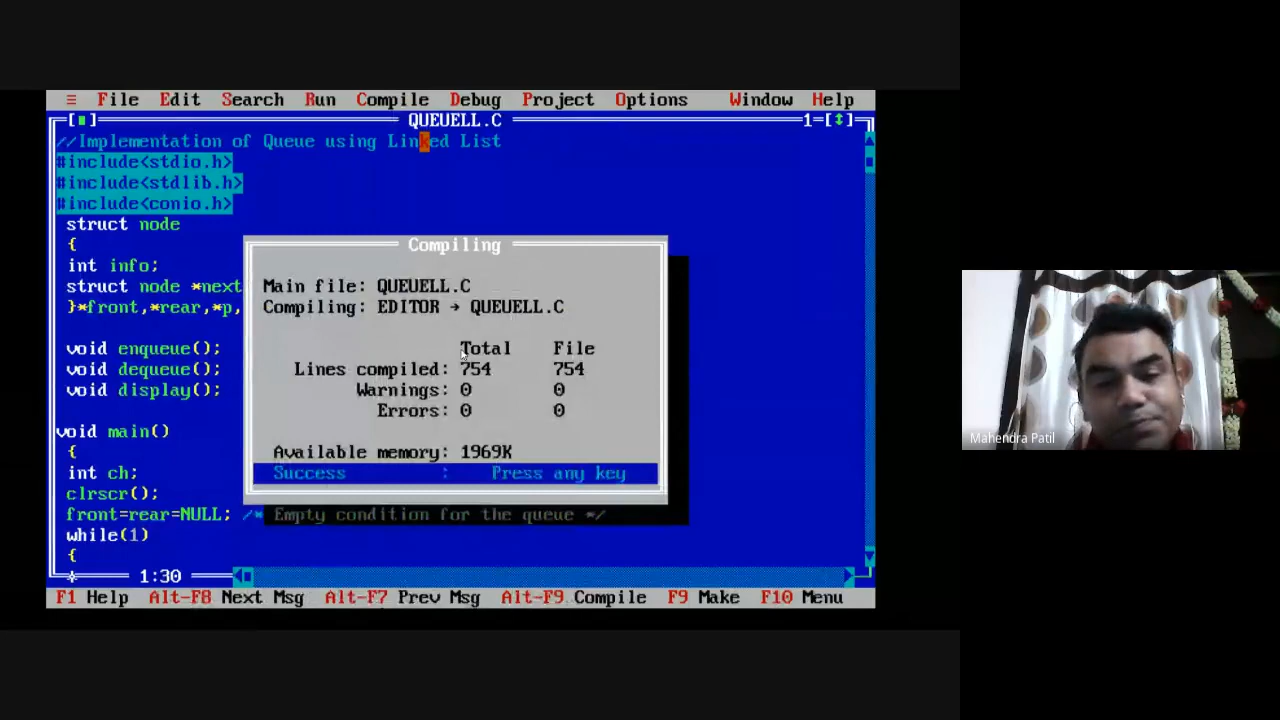 ≡ File Edit Search Run Compile Debug Project Options Window Help
[■] QUEUELL.C 1=[↕]
//Implementation of Queue using Linked List
#include<stdio.h>
#include<stdlib.h>
#include<conio.h>
struct node
{
int info;
struct node *next
}*front,*rear,*p,
void enqueue();
void dequeue();
void display();
void main()
{
int ch;
clrscr();
front=rear=NULL; /* Empty condition for the queue */
while(1)
{
1:30
Compiling
Main file: QUEUELL.C
Compiling: EDITOR → QUEUELL.C
Total File
Lines compiled: 754 754
Warnings: 0 0
Errors: 0 0
Available memory: 1969K
Success : Press any key
F1 Help Alt-F8 Next Msg Alt-F7 Prev Msg Alt-F9 Compile F9 Make F10 Menu
Mahendra Patil